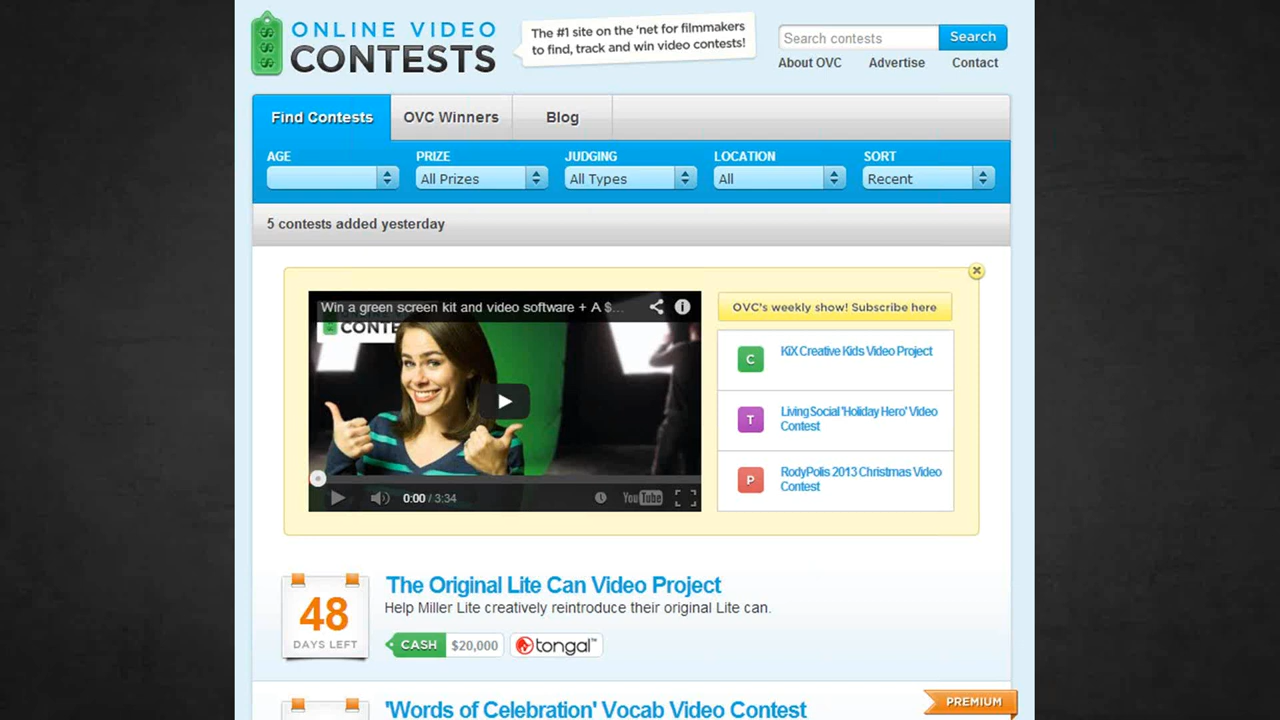 $$$
ONLINE VIDEO
CONTESTS
The #1 site on the 'net for filmmakers
to find, track and win video contests!
Search contests
Search
About OVC
Advertise
Contact
Find Contests
OVC Winners
Blog
AGE
PRIZE
JUDGING
LOCATION
SORT
All Prizes
All Types
All
Recent
5 contests added yesterday
Win a green screen kit and video software + A $...
CONTE
0:00 / 3:34
YouTube
OVC's weekly show! Subscribe here
C
KiX Creative Kids Video Project
T
Living Social 'Holiday Hero' Video
Contest
P
RodyPolis 2013 Christmas Video
Contest
48
DAYS LEFT
The Original Lite Can Video Project
Help Miller Lite creatively reintroduce their original Lite can.
CASH
$20,000
tongal™
PREMIUM
'Words of Celebration' Vocab Video Contest